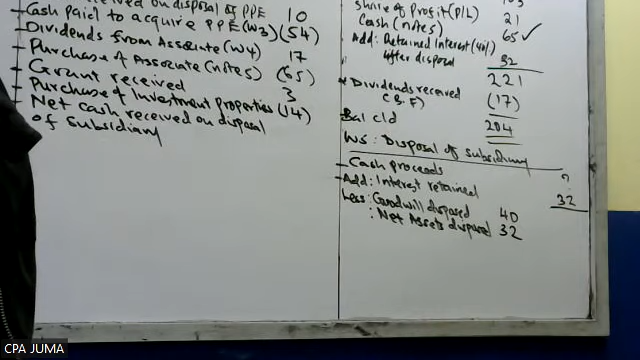 received on disposal of PPE 10
- Cash paid to acquire PPE (W3) (54)
- Dividends from Associate (W4) 17
- Purchase of Associate (notes) (65)
- Grant received 3
- Purchase of Investment Properties (14)
- Net cash received on disposal
of subsidiary
Share of Profit (P/L) 21
Cash (notes) 65 ✓
Add: Retained Interest (40%)
after disposal 32
221
Dividends received
(B.F) (17)
Bal c/d 204
W5: Disposal of subsidiary
- Cash proceeds ?
- Add: Interest retained 32
Less: Goodwill disposed 40
: Net Assets disposed 32
CPA JUMA